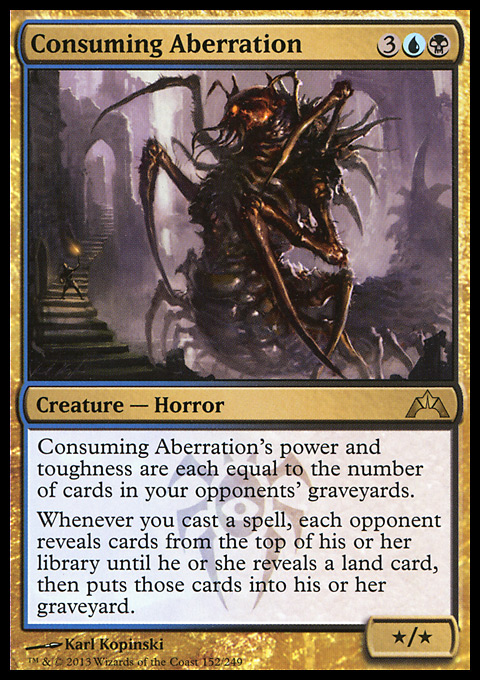 Consuming Aberration 3
Creature — Horror
Consuming Aberration's power and
toughness are each equal to the number
of cards in your opponents' graveyards.
Whenever you cast a spell, each opponent
reveals cards from the top of his or her
library until he or she reveals a land card,
then puts those cards into his or her
graveyard.
Karl Kopinski
™ & © 2013 Wizards of the Coast 152/249
★/★